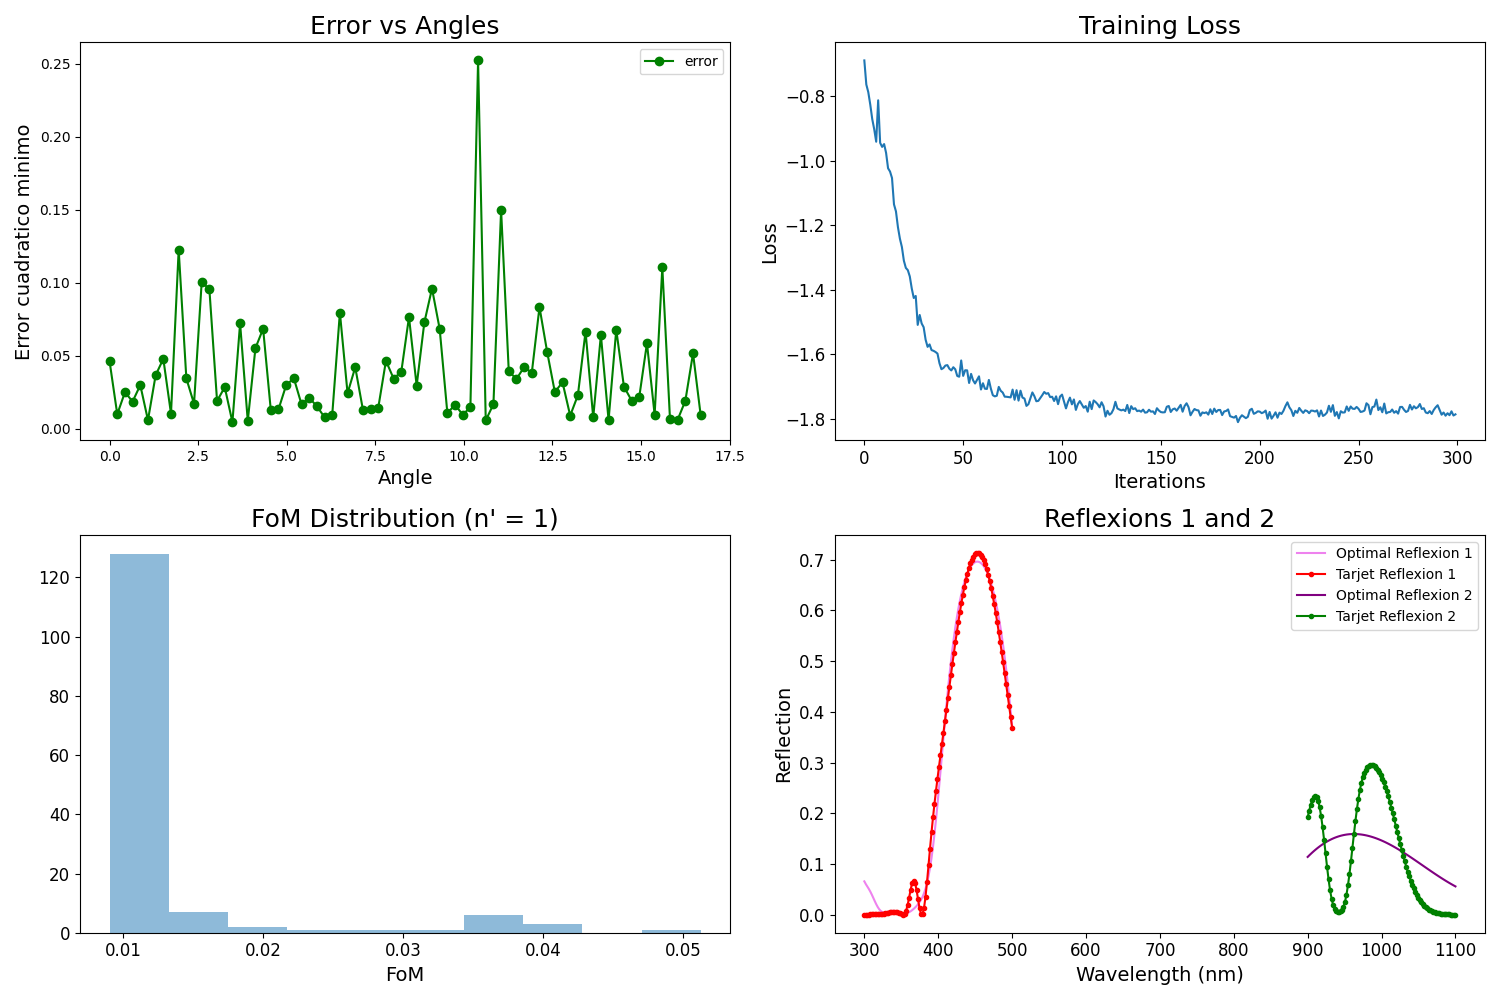 Error vs Angles
error
0.25
0.20
0.15
0.10
0.05
0.00
Error cuadratico minimo
0.0 2.5 5.0 7.5 10.0 12.5 15.0 17.5
Angle
Training Loss
−0.8
−1.0
−1.2
−1.4
−1.6
−1.8
Loss
0 50 100 150 200 250 300
Iterations
FoM Distribution (n' = 1)
120
100
80
60
40
20
0
0.01 0.02 0.03 0.04 0.05
FoM
Reflexions 1 and 2
Optimal Reflexion 1
Tarjet Reflexion 1
Optimal Reflexion 2
Tarjet Reflexion 2
0.7
0.6
0.5
0.4
0.3
0.2
0.1
0.0
Reflection
300 400 500 600 700 800 900 1000 1100
Wavelength (nm)